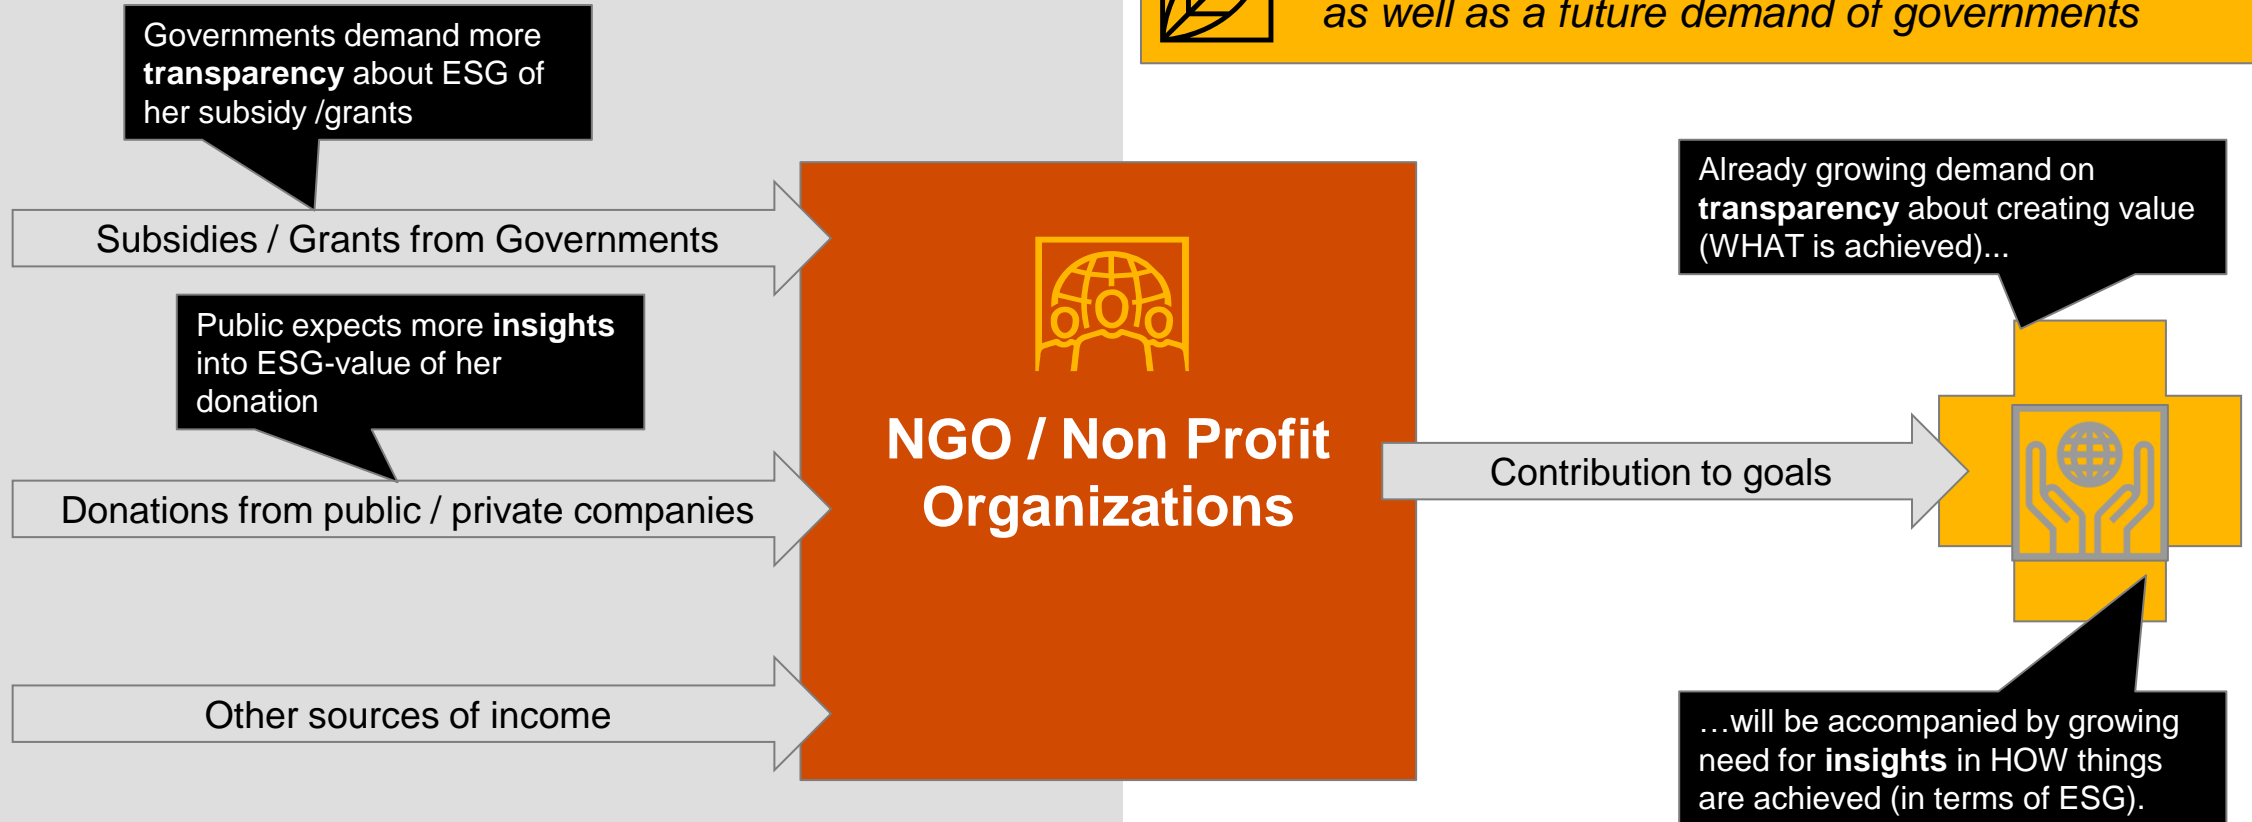 as well as a future demand of governments
Governments demand more
transparency about ESG of
her subsidy /grants
Subsidies / Grants from Governments
Public expects more insights
into ESG-value of her
donation
Donations from public / private companies
Other sources of income
NGO / Non Profit
Organizations
Contribution to goals
Already growing demand on
transparency about creating value
(WHAT is achieved)...
…will be accompanied by growing
need for insights in HOW things
are achieved (in terms of ESG).